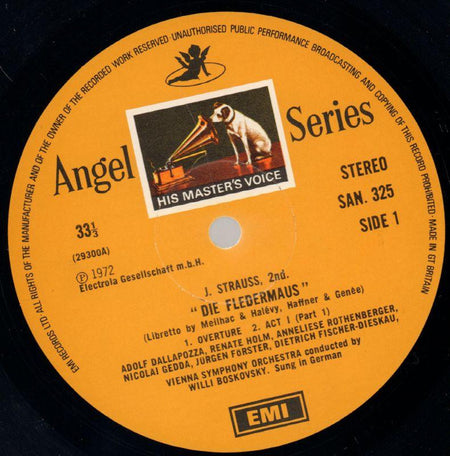 ALL RIGHTS OF THE MANUFACTURER AND OF THE OWNER OF THE RECORDED WORK RESERVED · UNAUTHORISED PUBLIC PERFORMANCE BROADCASTING AND COPYING OF THIS RECORD PROHIBITED · MADE IN GT BRITAIN
EMI RECORDS LTD
Angel Series
HIS MASTER'S VOICE
33⅓
(29300A)
STEREO
SAN. 325
SIDE 1
Ⓟ 1972
Electrola Gesellschaft m.b.H.
J. STRAUSS, 2nd.
"DIE FLEDERMAUS"
(Libretto by Meilhac & Halévy, Haffner & Genée)
1. OVERTURE 2. ACT I (Part 1)
ADOLF DALLAPOZZA, RENATE HOLM, ANNELIESE ROTHENBERGER,
NICOLAI GEDDA, JURGEN FORSTER, DIETRICH FISCHER-DIESKAU,
VIENNA SYMPHONY ORCHESTRA conducted by
WILLI BOSKOVSKY. Sung in German
EMI